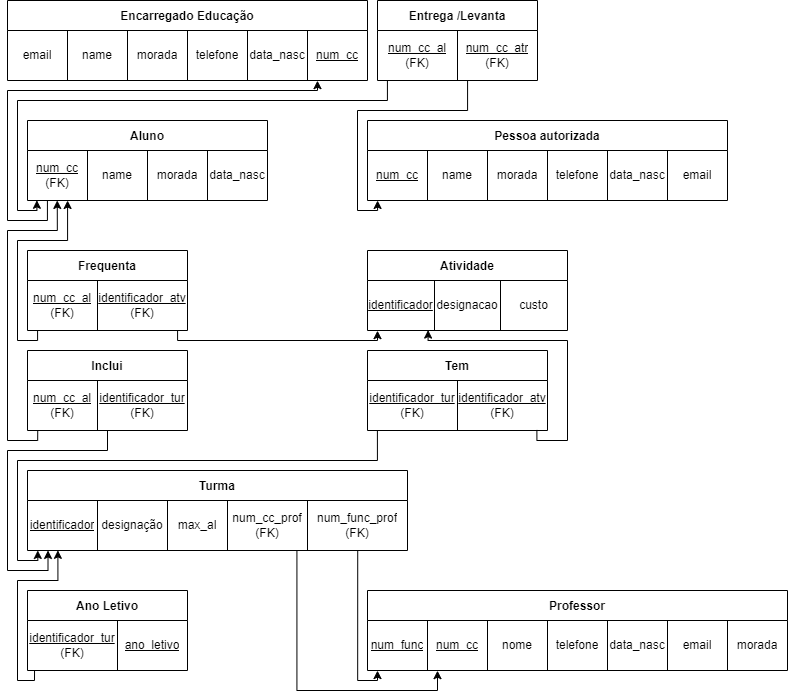 Encarregado Educação
email name morada telefone data_nasc num_cc
Entrega /Levanta
num_cc_al num_cc_atr
(FK) (FK)
Aluno
num_cc name morada data_nasc
(FK)
Pessoa autorizada
num_cc name morada telefone data_nasc email
Frequenta
num_cc_al identificador_atv
(FK) (FK)
Atividade
identificador designacao custo
Inclui
num_cc_al identificador_tur
(FK) (FK)
Tem
identificador_tur identificador_atv
(FK) (FK)
Turma
identificador designação max_al num_cc_prof num_func_prof
(FK) (FK)
Ano Letivo
identificador_tur ano_letivo
(FK)
Professor
num_func num_cc nome telefone data_nasc email morada